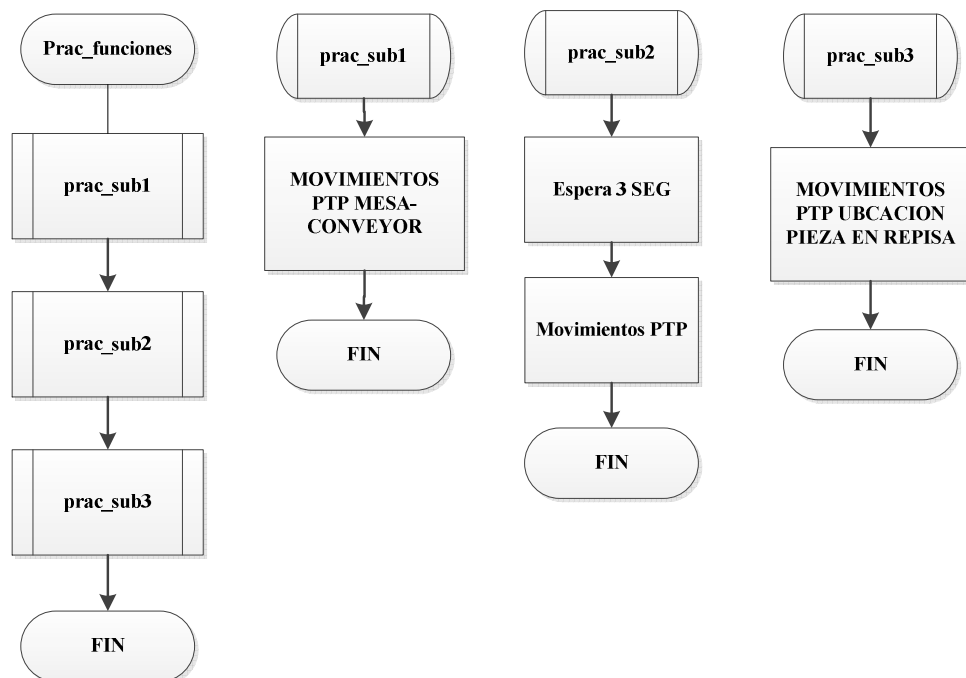 Prac_funciones
prac_sub1
prac_sub2
prac_sub3
FIN
prac_sub1
MOVIMIENTOS
PTP MESA-
CONVEYOR
FIN
prac_sub2
Espera 3 SEG
Movimientos PTP
FIN
prac_sub3
MOVIMIENTOS
PTP UBCACION
PIEZA EN REPISA
FIN